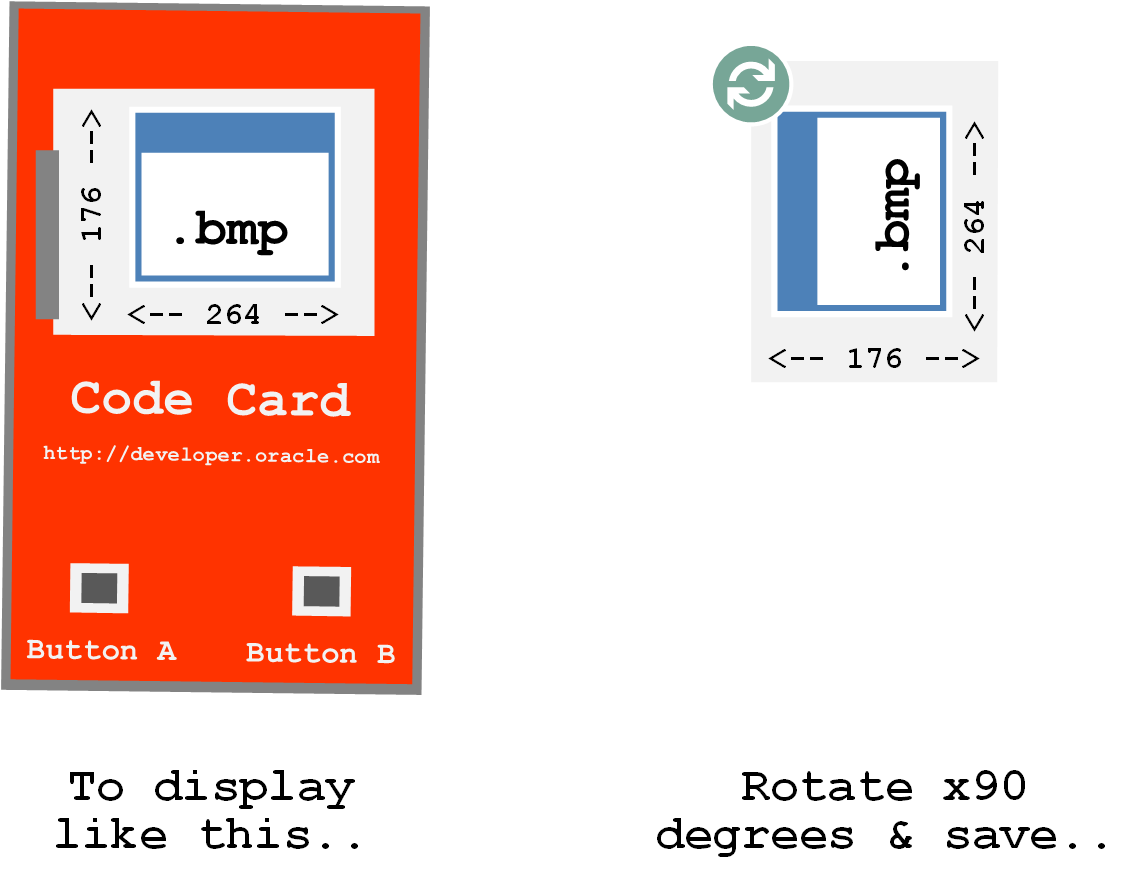 <-- 176 -->
.bmp
<-- 264 -->
Code Card
http://developer.oracle.com
Button A
Button B
To display
like this..
.bmp
<-- 264 -->
<-- 176 -->
Rotate x90
degrees & save..